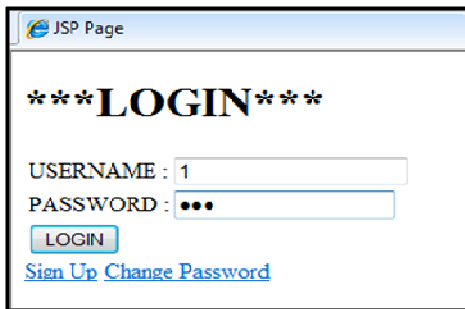 JSP Page
***LOGIN***
USERNAME : 1
PASSWORD : •••
LOGIN
Sign Up Change Password